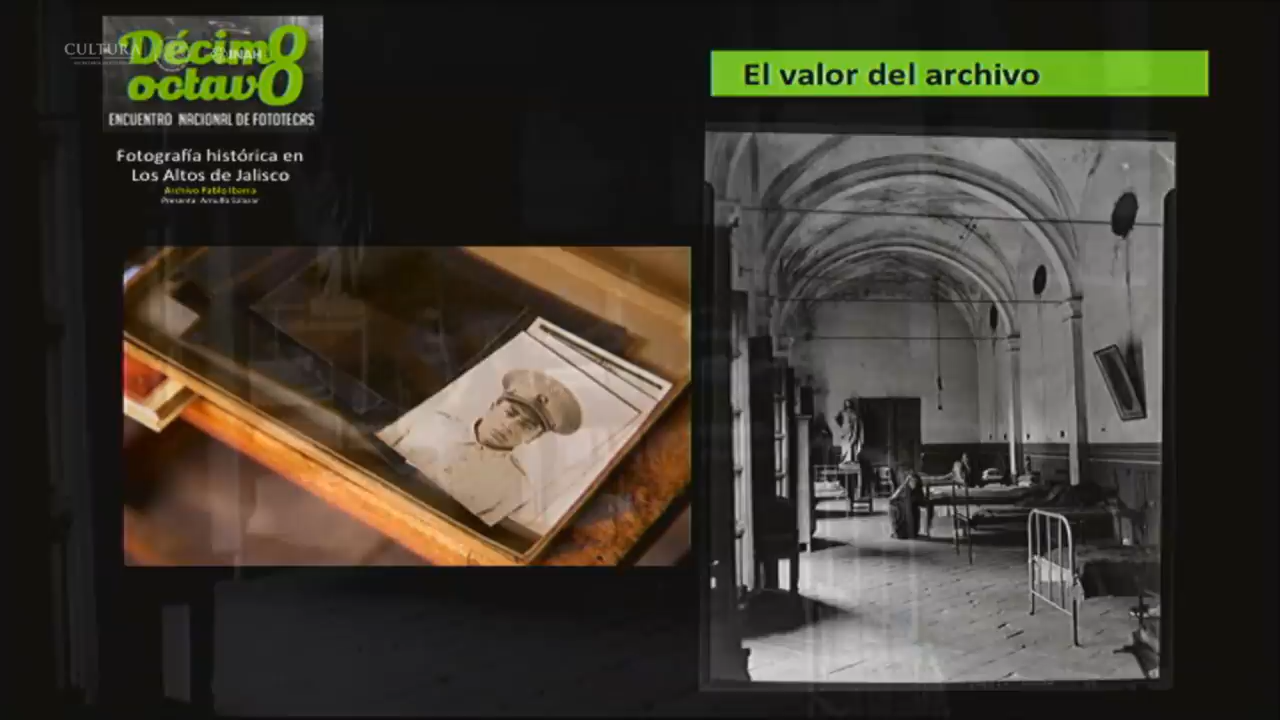 CULTURA
INAH
Décimo
octavo
ENCUENTRO NACIONAL DE FOTOTECAS
Fotografía histórica en
Los Altos de Jalisco
Archivo Pablo Ibarra
El valor del archivo